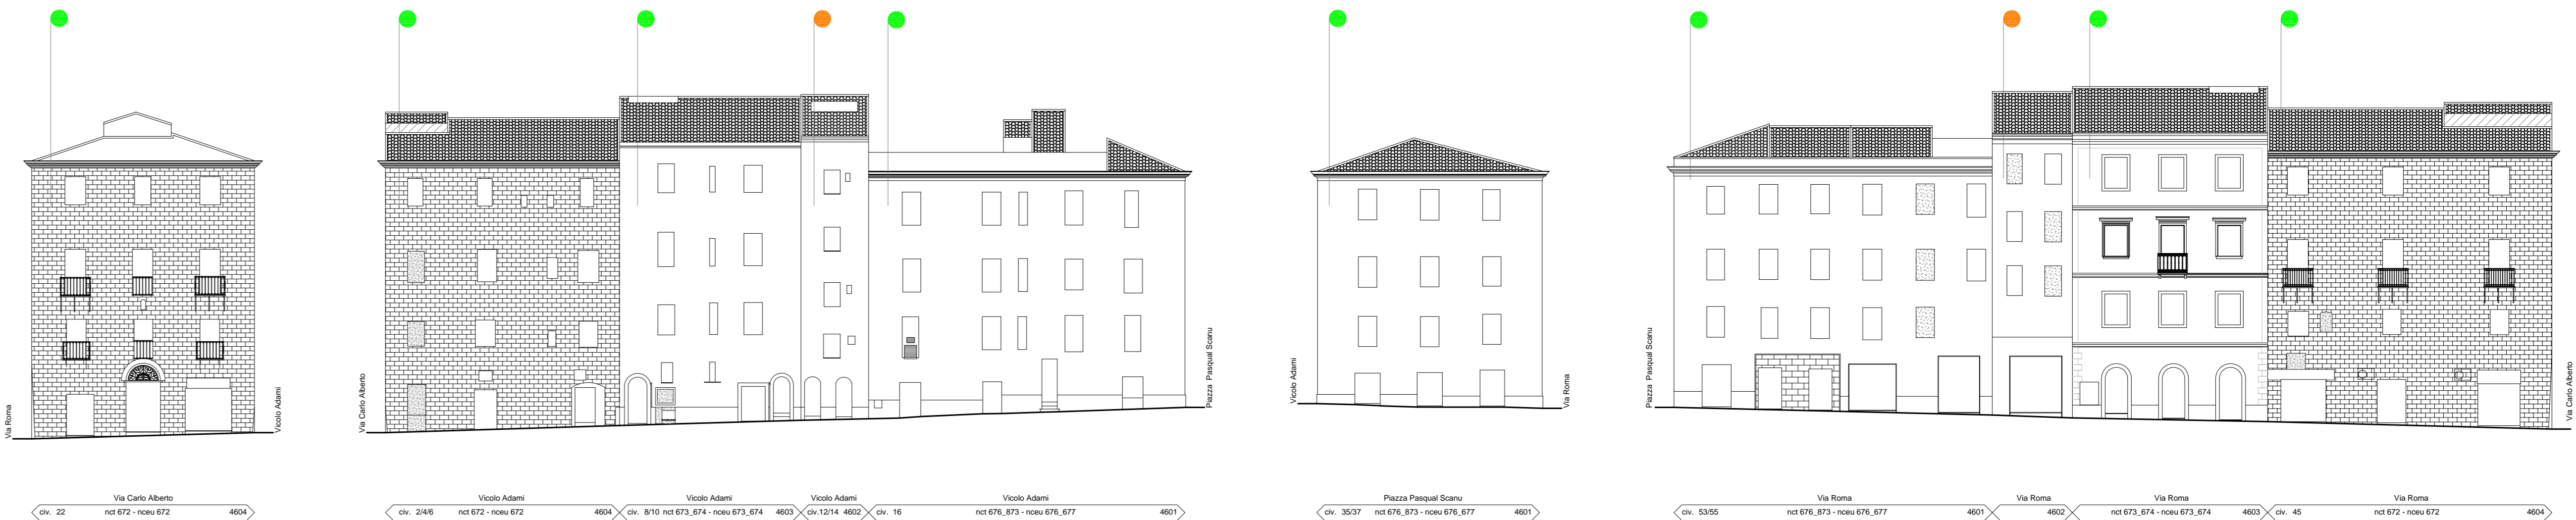 Via Roma
Vicolo Adami
Via Carlo Alberto
civ. 22 nct 672 - nceu 672 4604
Via Carlo Alberto
Piazza Pasqual Scanu
Vicolo Adami
civ. 2/4/6 nct 672 - nceu 672 4604
Vicolo Adami
civ. 8/10 nct 673_674 - nceu 673_674 4603
Vicolo Adami
civ.12/14 4602
Vicolo Adami
civ. 16 nct 676_873 - nceu 676_677 4601
Vicolo Adami
Via Roma
Piazza Pasqual Scanu
civ. 35/37 nct 676_873 - nceu 676_677 4601
Piazza Pasqual Scanu
Via Carlo Alberto
Via Roma
civ. 53/55 nct 676_873 - nceu 676_677 4601
Via Roma
4602
Via Roma
nct 673_674 - nceu 673_674 4603
Via Roma
civ. 45 nct 672 - nceu 672 4604